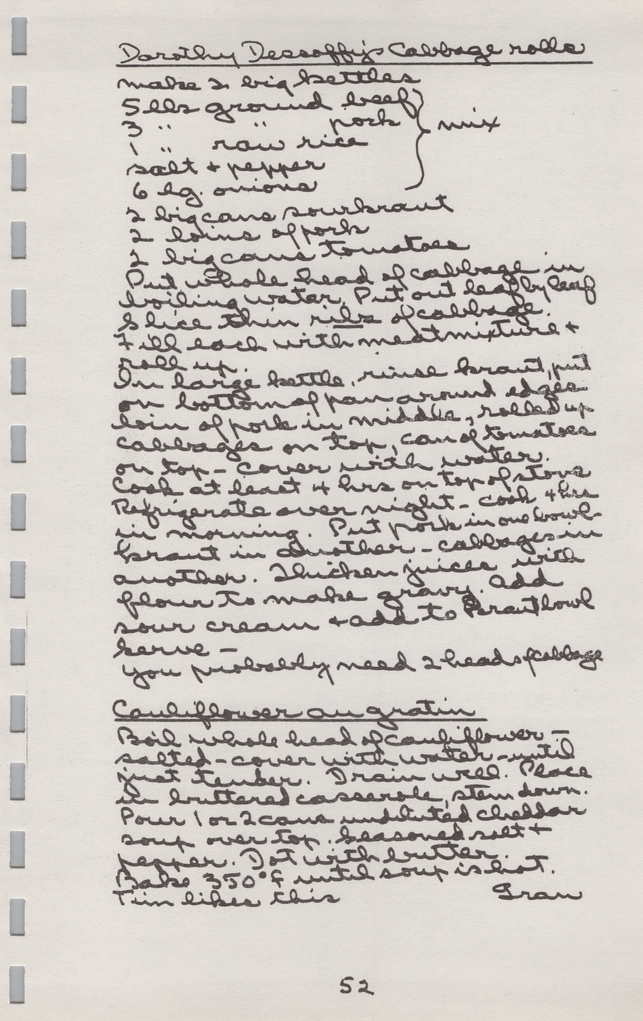 Dorothy Dessoffy's Cabbage rolls
make 2 big kettles
5 lbs ground beef
3 " " pork } mix
1 " raw rice
salt + pepper
6 lg. onions
2 big cans sourkraut
2 loins of pork
2 big cans tomatoes
Put whole head of cabbage in
boiling water. Put out leaf by leaf
Slice thin ribs of cabbage.
Fill each with meat mixture +
roll up.
In large kettle, rinse kraut, put
on bottom of pan around edges
loin of pork in middle, rolled up
cabbages on top, can of tomatoes
on top - cover with water.
Cook at least 4 hrs on top of stove
Refrigerate over night - cook 4 hrs
in morning. Put pork in one bowl -
kraut in another - cabbages in
another. Thicken juices with
flour to make gravy. add
sour cream + add to kraut bowl
serve -
you probably need 2 heads of cabbage
Cauliflower au gratin
Boil whole head of cauliflower -
salted - cover with water - until
just tender. Drain well. Place
in buttered casserole, stem down.
Pour 1 or 2 cans undiluted cheddar
soup over top. Seasoned salt +
pepper. Dot with butter.
Bake 350°F until soup is hot.
Tim likes this Gran
52